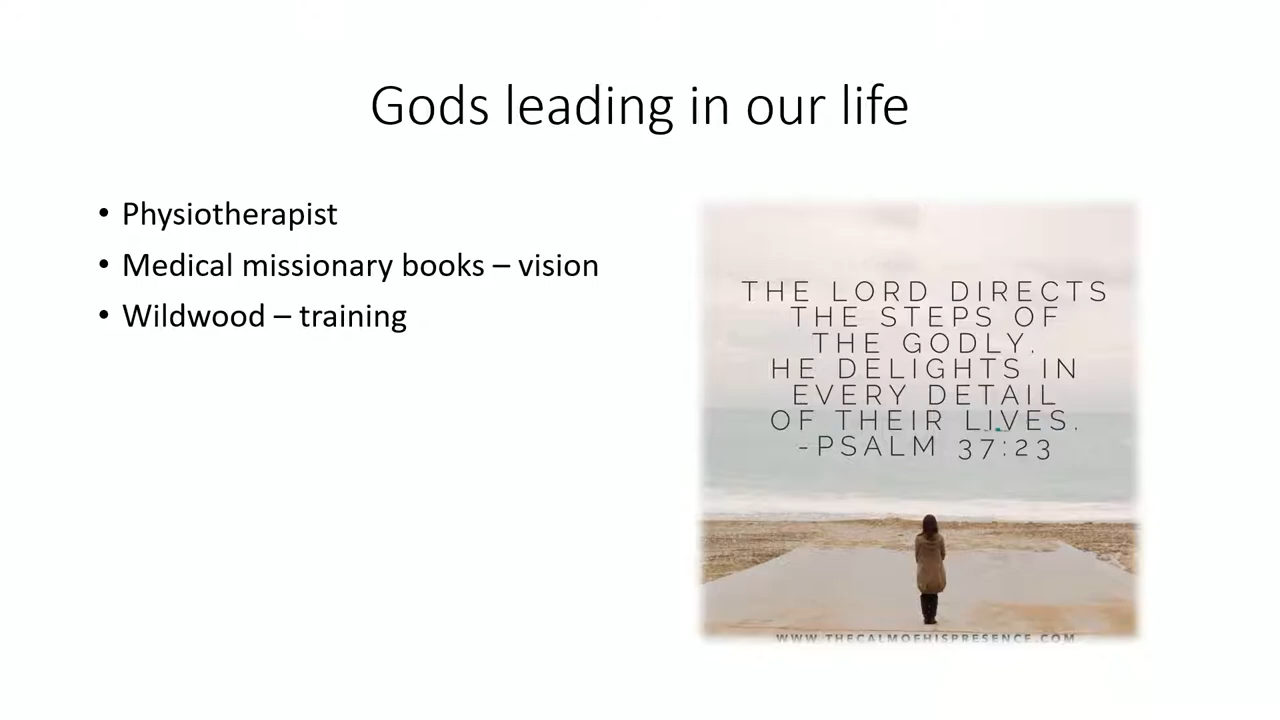 Gods leading in our life
• Physiotherapist
• Medical missionary books – vision
• Wildwood – training
THE LORD DIRECTS
THE STEPS OF
THE GODLY.
HE DELIGHTS IN
EVERY DETAIL
OF THEIR LIVES.
-PSALM 37:23
WWW.THECALMOFHISPRESENCE.COM